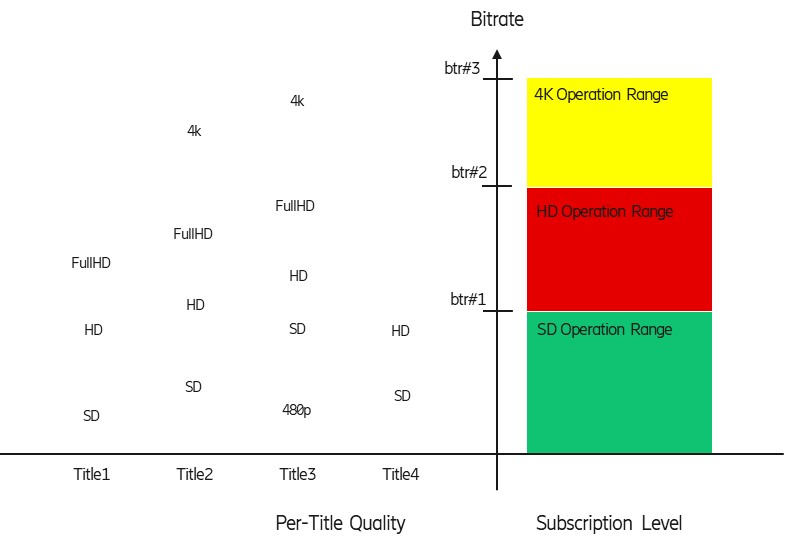 Bitrate
btr#3
4K Operation Range
4k
4k
btr#2
FullHD
HD Operation Range
FullHD
FullHD
HD
btr#1
HD
HD
SD
HD
SD Operation Range
SD
SD
480p
SD
Title1
Title2
Title3
Title4
Per-Title Quality
Subscription Level